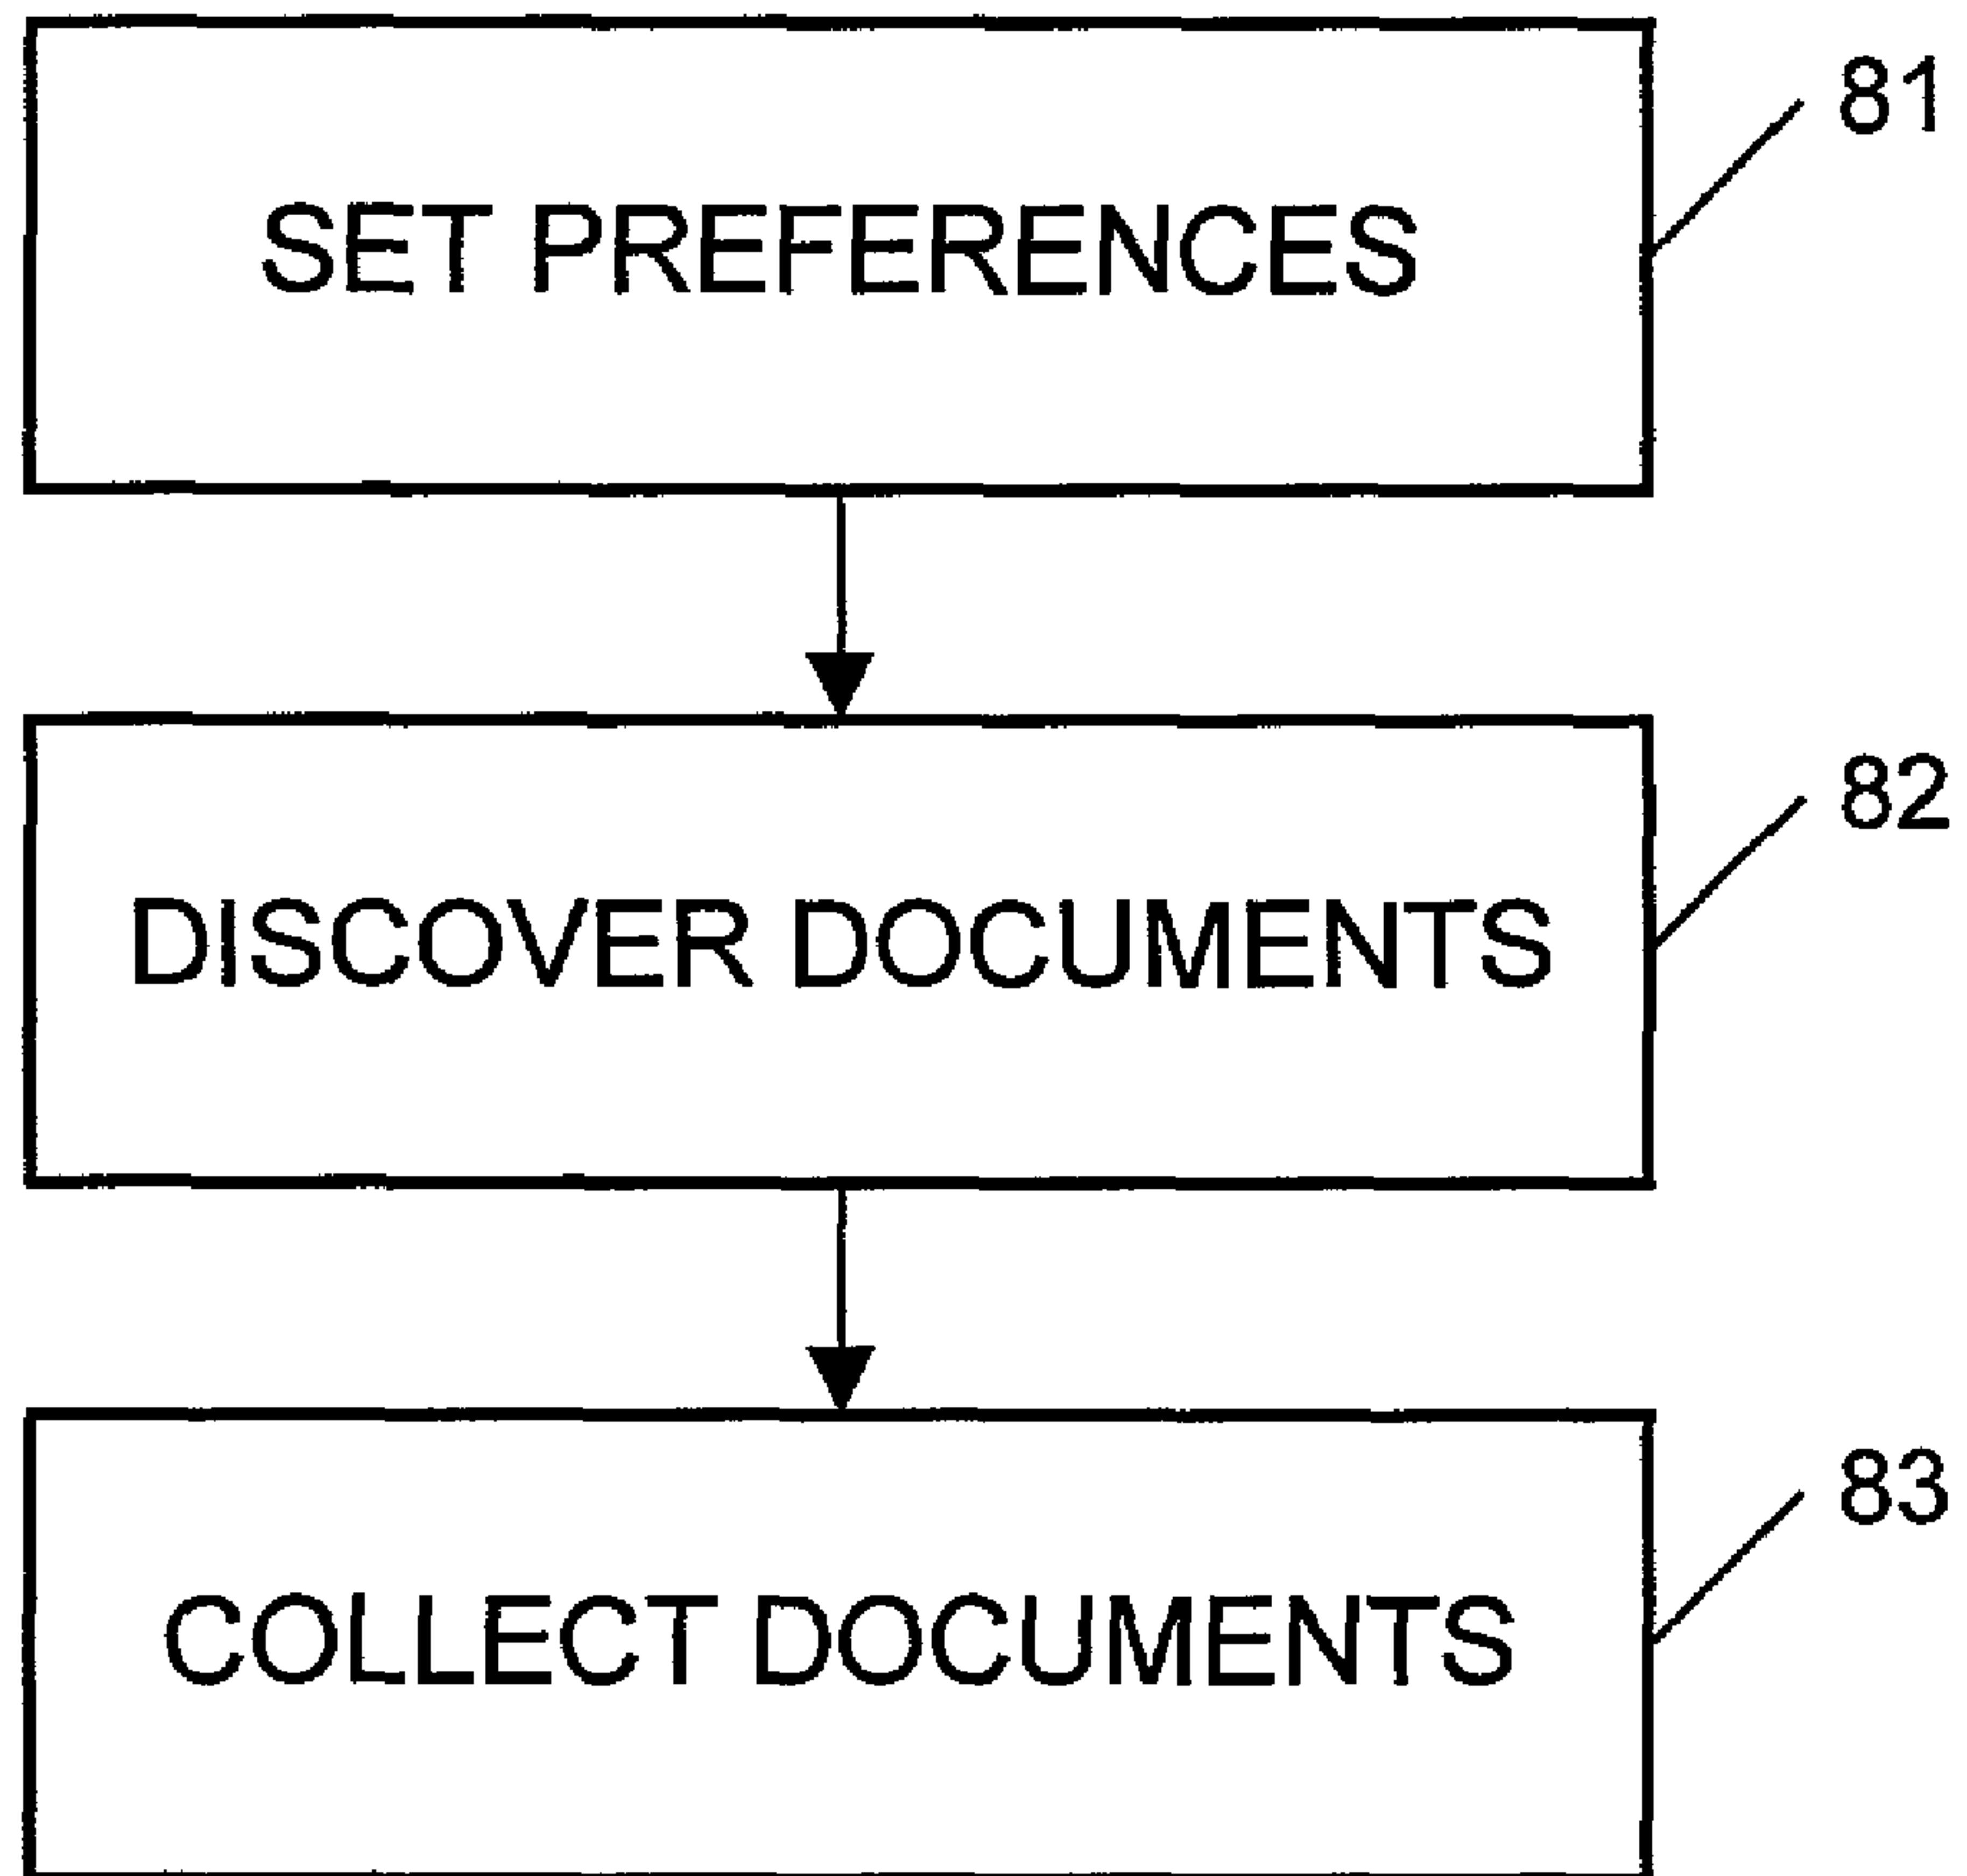 81
SET PREFERENCES
82
DISCOVER DOCUMENTS
83
COLLECT DOCUMENTS